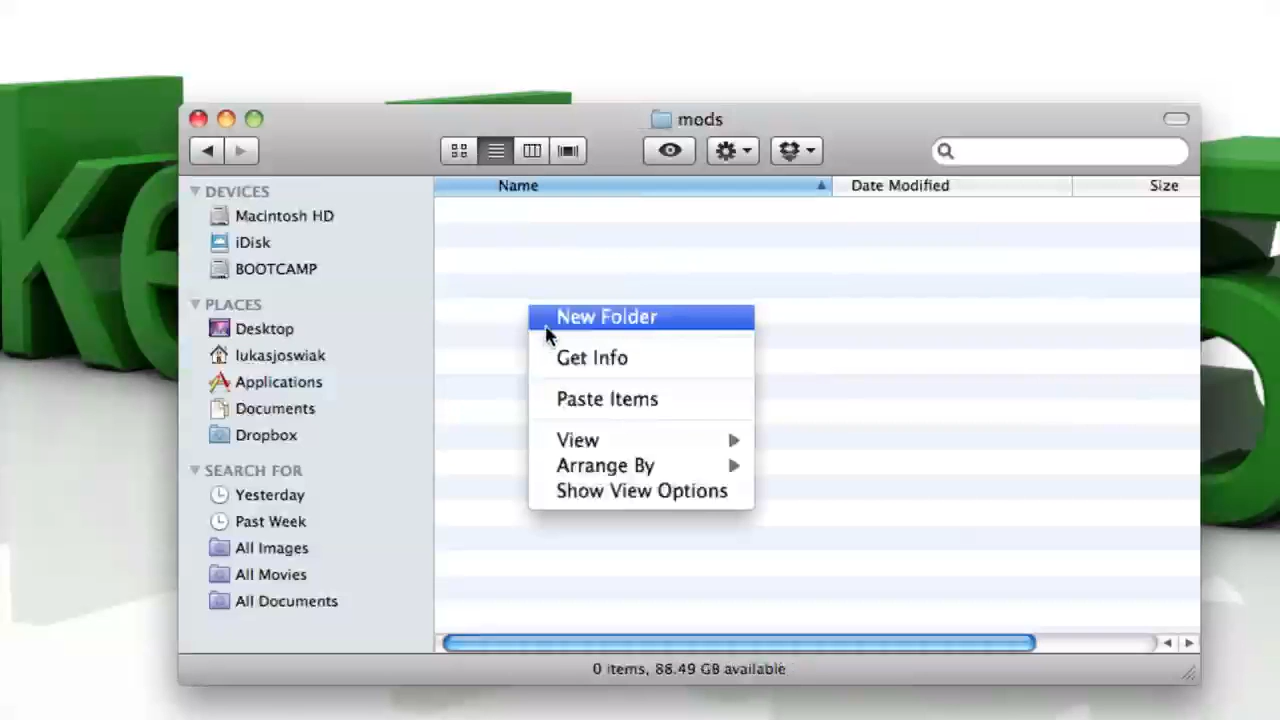 mods
Name
Date Modified
Size
DEVICES
Macintosh HD
iDisk
BOOTCAMP
PLACES
Desktop
lukasjoswiak
Applications
Documents
Dropbox
SEARCH FOR
Yesterday
Past Week
All Images
All Movies
All Documents
New Folder
Get Info
Paste Items
View
Arrange By
Show View Options
0 items, 88.49 GB available